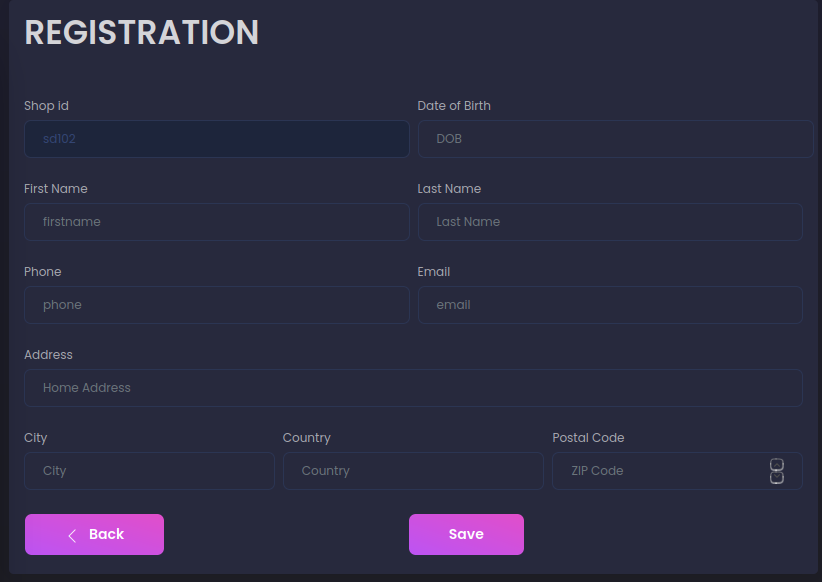 REGISTRATION
Shop id Date of Birth
sd102 DOB
First Name Last Name
firstname Last Name
Phone Email
phone email
Address
Home Address
City Country Postal Code
City Country ZIP Code
Back Save